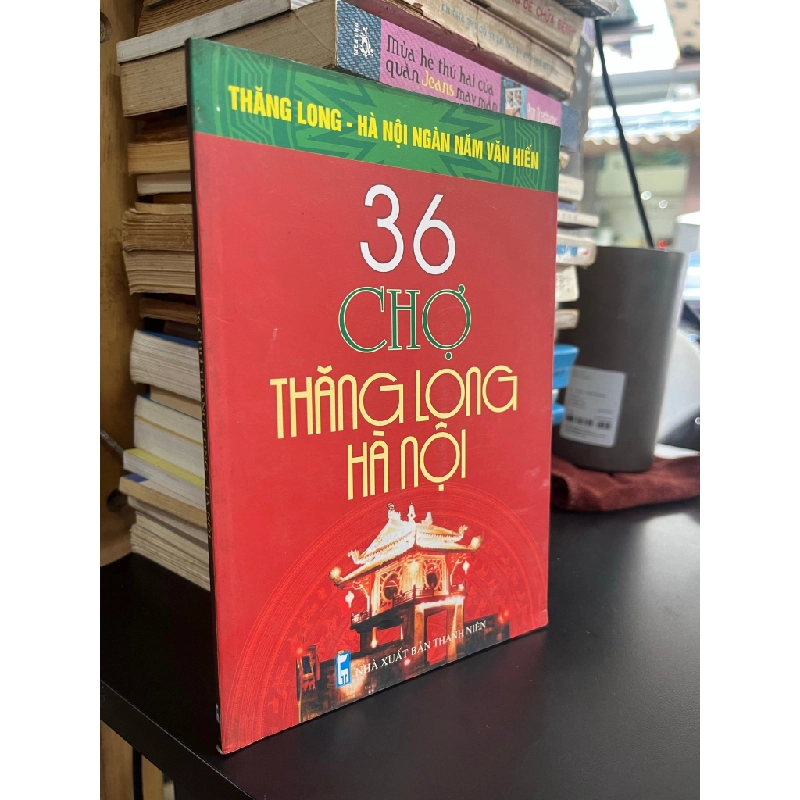 Mùa hè thứ hai của
quần Jeans may mắn
THĂNG LONG - HÀ NỘI NGÀN NĂM VĂN HIẾN
36
CHỢ
THĂNG LONG
HÀ NỘI
NHÀ XUẤT BẢN THANH NIÊN